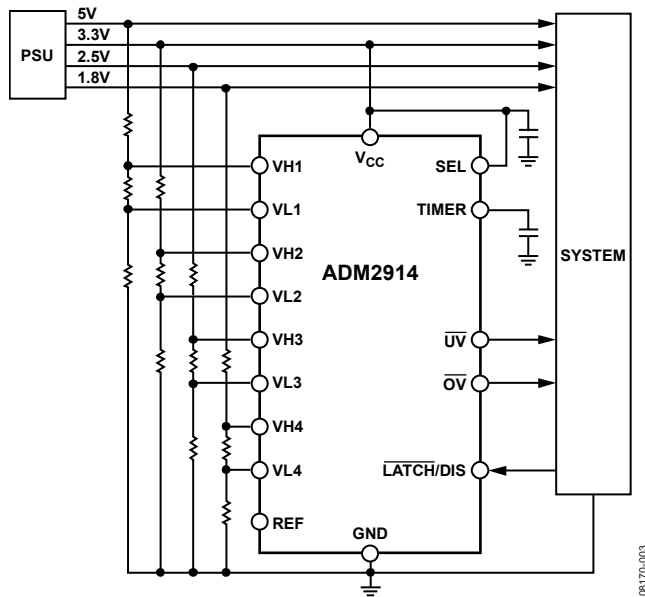 5V
3.3V
2.5V
1.8V
PSU
VCC
VH1
VL1
VH2
VL2
VH3
VL3
VH4
VL4
REF
ADM2914
SEL
TIMER
UV
OV
LATCH/DIS
GND
SYSTEM
08170-003